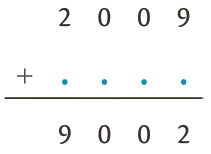 2 0 0 9
+ . . . .
9 0 0 2